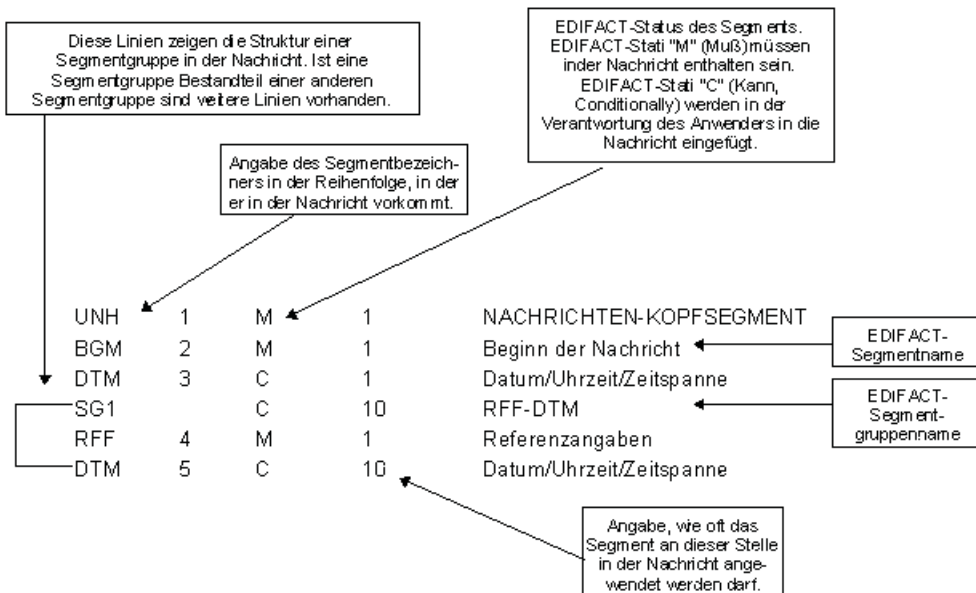 Diese Linien zeigen die Struktur einer
Segmentgruppe in der Nachricht. Ist eine
Segmentgruppe Bestandteil einer anderen
Segmentgruppe sind weitere Linien vorhanden.
EDIFACT-Status des Segments.
EDIFACT-Stati "M" (Muß)müssen
inder Nachricht enthalten sein.
EDIFACT-Stati "C" (Kann,
Conditionally) werden in der
Verantwortung des Anwenders in die
Nachricht eingefügt.
Angabe des Segmentbezeich-
ners in der Reihenfolge, in der
er in der Nachricht vorkommt.
UNH 1 M 1 NACHRICHTEN-KOPFSEGMENT
BGM 2 M 1 Beginn der Nachricht
DTM 3 C 1 Datum/Uhrzeit/Zeitspanne
SG1 C 10 RFF-DTM
RFF 4 M 1 Referenzangaben
DTM 5 C 10 Datum/Uhrzeit/Zeitspanne
EDIFACT-
Segmentname
EDIFACT-
Segment-
gruppenname
Angabe, wie oft das
Segment an dieser Stelle
in der Nachricht ange-
wendet werden darf.